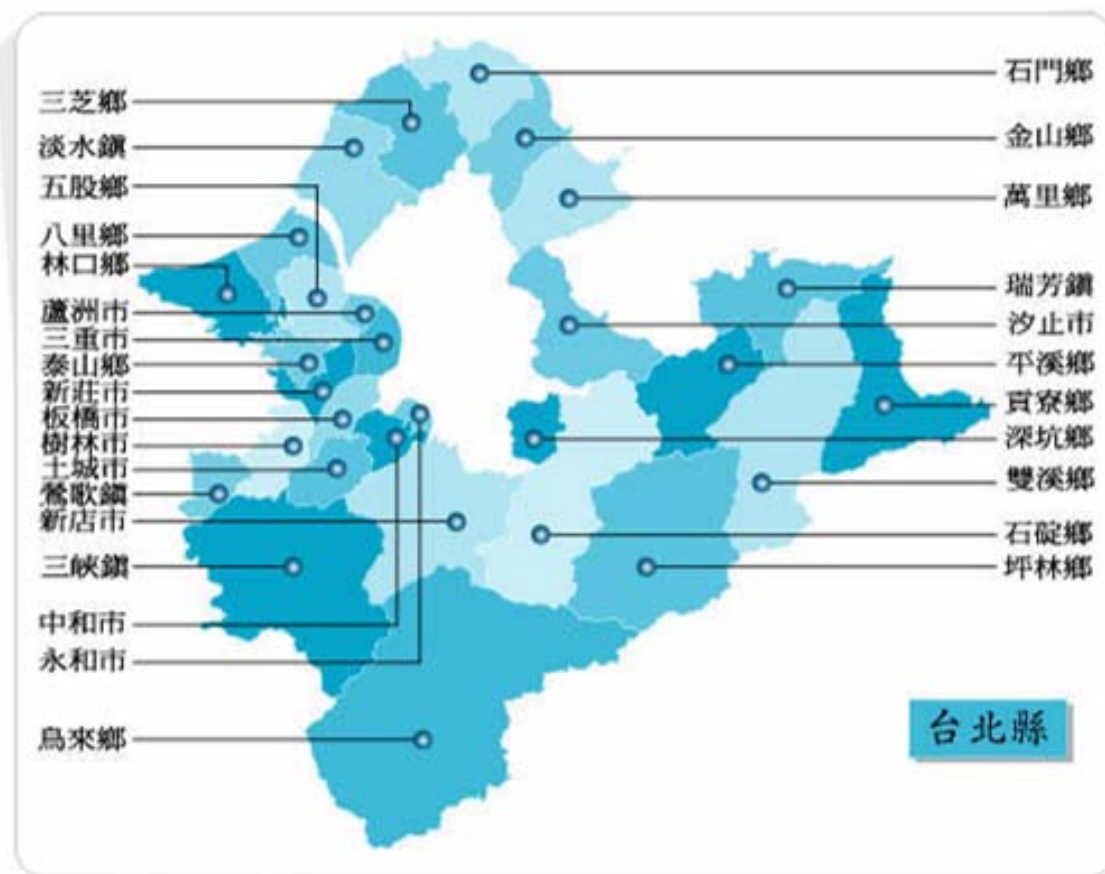 三芝鄉
淡水鎭
五股鄉
八里鄉
林口鄉
蘆洲市
三重市
泰山鄉
新莊市
板橋市
樹林市
土城市
鶯歌鎭
新店市
三峽鎭
中和市
永和市
烏來鄉
石門鄉
金山鄉
萬里鄉
瑞芳鎭
汐止市
平溪鄉
貢寮鄉
深坑鄉
雙溪鄉
石碇鄉
坪林鄉
台北縣